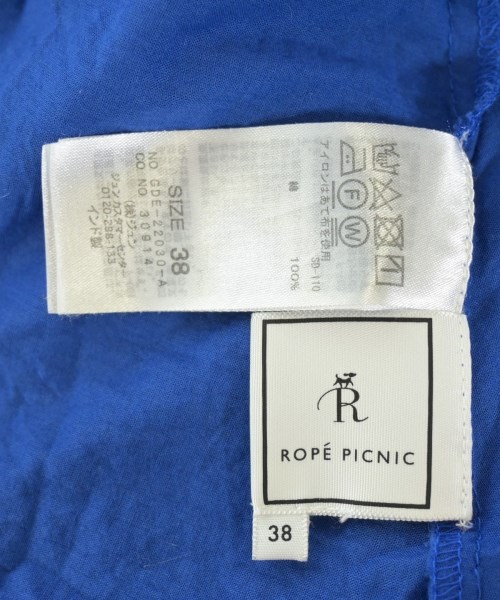 SIZE 38
NO. GDE-22030-A
CO.NO. 30914
(株)ジュン
ジュンカスタマーセンター
0120-298-133
インド製
綿 100%
アイロンはあて布を使用
SD-110
F
W
R
ROPÉ PICNIC
38